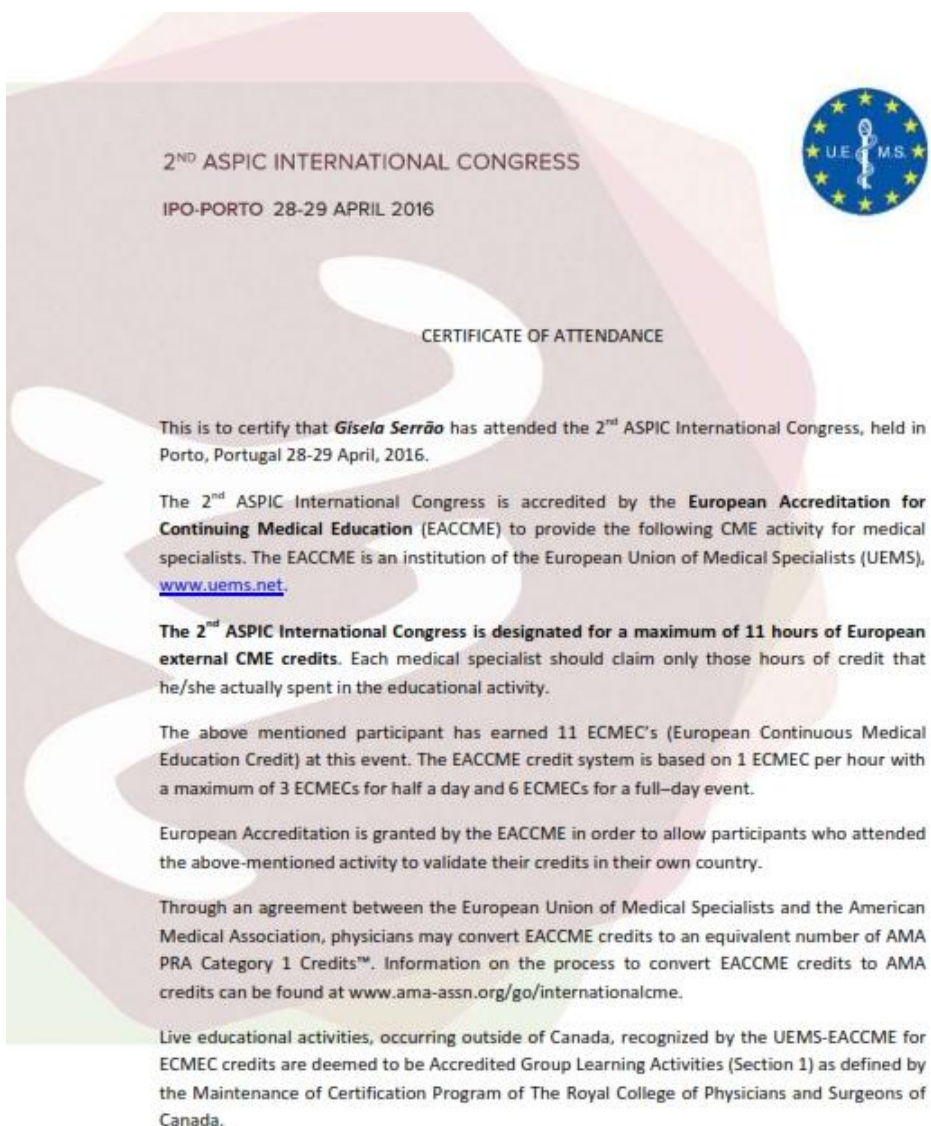 2ND ASPIC INTERNATIONAL CONGRESS
U.E. M.S.
IPO-PORTO 28-29 APRIL 2016
CERTIFICATE OF ATTENDANCE
This is to certify that Gisela Serrão has attended the 2nd ASPIC International Congress, held in
Porto, Portugal 28-29 April, 2016.
The 2nd ASPIC International Congress is accredited by the European Accreditation for
Continuing Medical Education (EACCME) to provide the following CME activity for medical
specialists. The EACCME is an institution of the European Union of Medical Specialists (UEMS),
www.uems.net.
The 2nd ASPIC International Congress is designated for a maximum of 11 hours of European
external CME credits. Each medical specialist should claim only those hours of credit that
he/she actually spent in the educational activity.
The above mentioned participant has earned 11 ECMEC's (European Continuous Medical
Education Credit) at this event. The EACCME credit system is based on 1 ECMEC per hour with
a maximum of 3 ECMECs for half a day and 6 ECMECs for a full–day event.
European Accreditation is granted by the EACCME in order to allow participants who attended
the above-mentioned activity to validate their credits in their own country.
Through an agreement between the European Union of Medical Specialists and the American
Medical Association, physicians may convert EACCME credits to an equivalent number of AMA
PRA Category 1 Credits™. Information on the process to convert EACCME credits to AMA
credits can be found at www.ama-assn.org/go/internationalcme.
Live educational activities, occurring outside of Canada, recognized by the UEMS-EACCME for
ECMEC credits are deemed to be Accredited Group Learning Activities (Section 1) as defined by
the Maintenance of Certification Program of The Royal College of Physicians and Surgeons of
Canada.